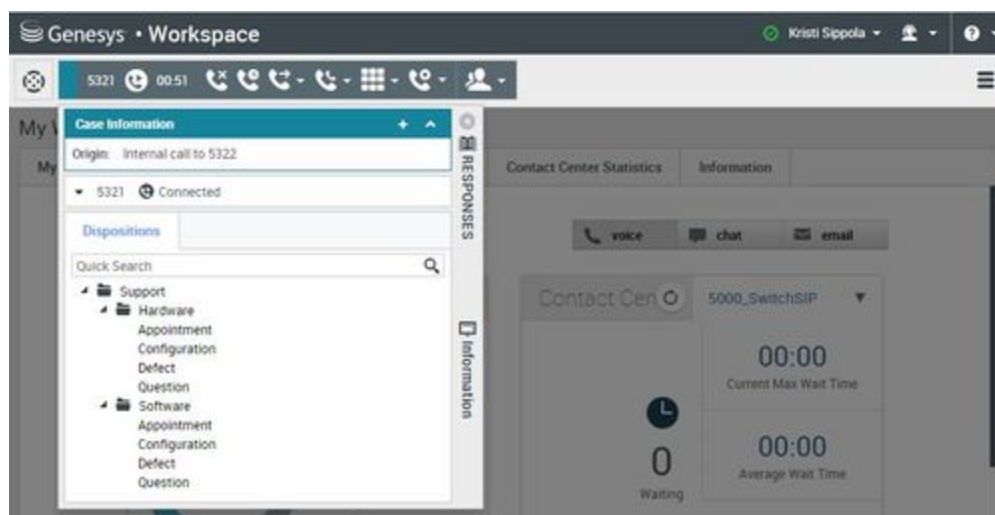 Genesys • Workspace
Kristi Sippola
5321 00:51
My
Case Information
Origin: Internal call to 5322
My
Contact Center Statistics
Information
5321 Connected
RESPONSES
Dispositions
voice
chat
email
Quick Search
Support
Hardware
Appointment
Configuration
Defect
Question
Software
Appointment
Configuration
Defect
Question
Information
Contact Cen
5000_SwitchSIP
00:00
Current Max Wait Time
0
Waiting
00:00
Average Wait Time